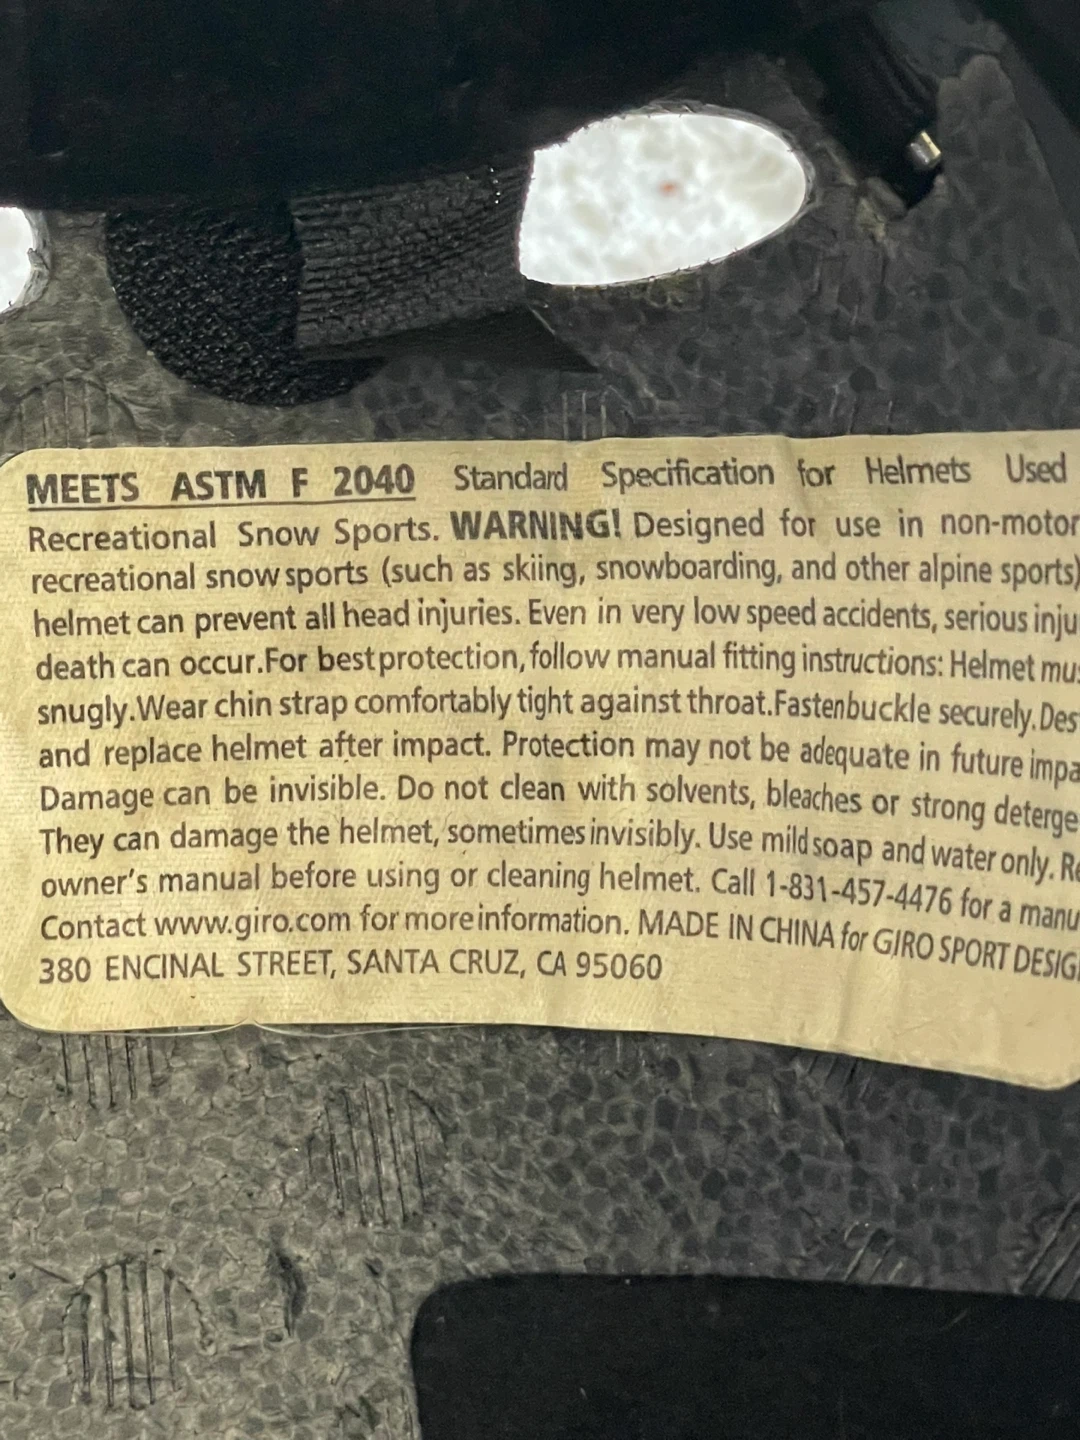 MEETS ASTM F 2040 Standard Specification for Helmets Used
Recreational Snow Sports. WARNING! Designed for use in non-motor
recreational snow sports (such as skiing, snowboarding, and other alpine sports)
helmet can prevent all head injuries. Even in very low speed accidents, serious inju
death can occur.For best protection, follow manual fitting instructions: Helmet mus
snugly.Wear chin strap comfortably tight against throat.Fasten buckle securely.Des
and replace helmet after impact. Protection may not be adequate in future impa
Damage can be invisible. Do not clean with solvents, bleaches or strong deterge
They can damage the helmet, sometimes invisibly. Use mild soap and water only. Re
owner's manual before using or cleaning helmet. Call 1-831-457-4476 for a manu
Contact www.giro.com for more information. MADE IN CHINA for GIRO SPORT DESIG
380 ENCINAL STREET, SANTA CRUZ, CA 95060